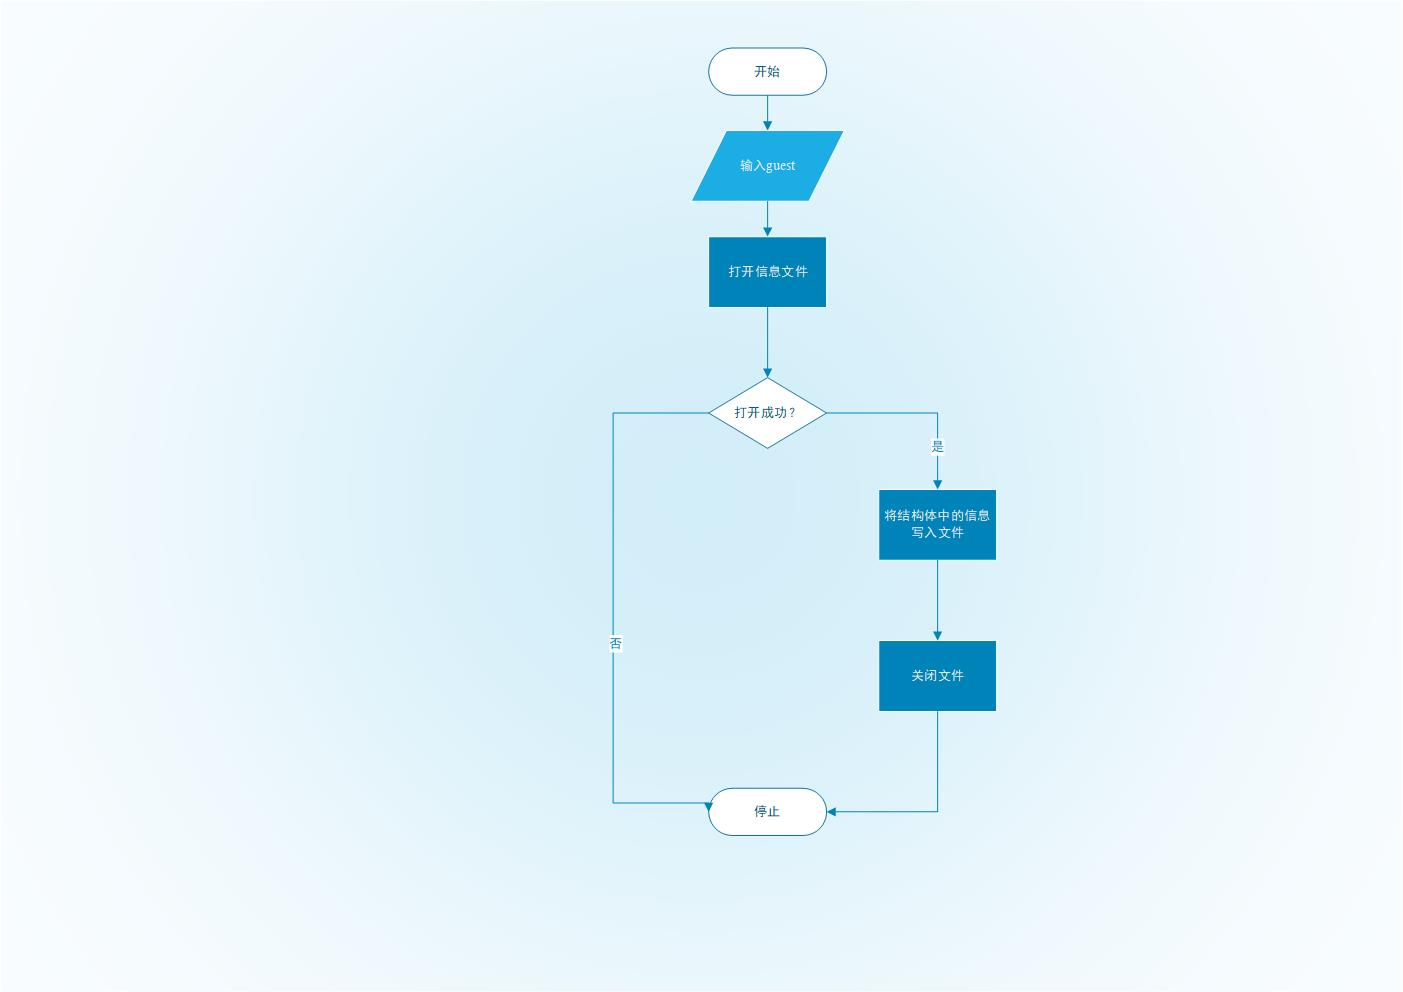 开始
输入guest
打开信息文件
打开成功？
是
将结构体中的信息
写入文件
否
关闭文件
停止